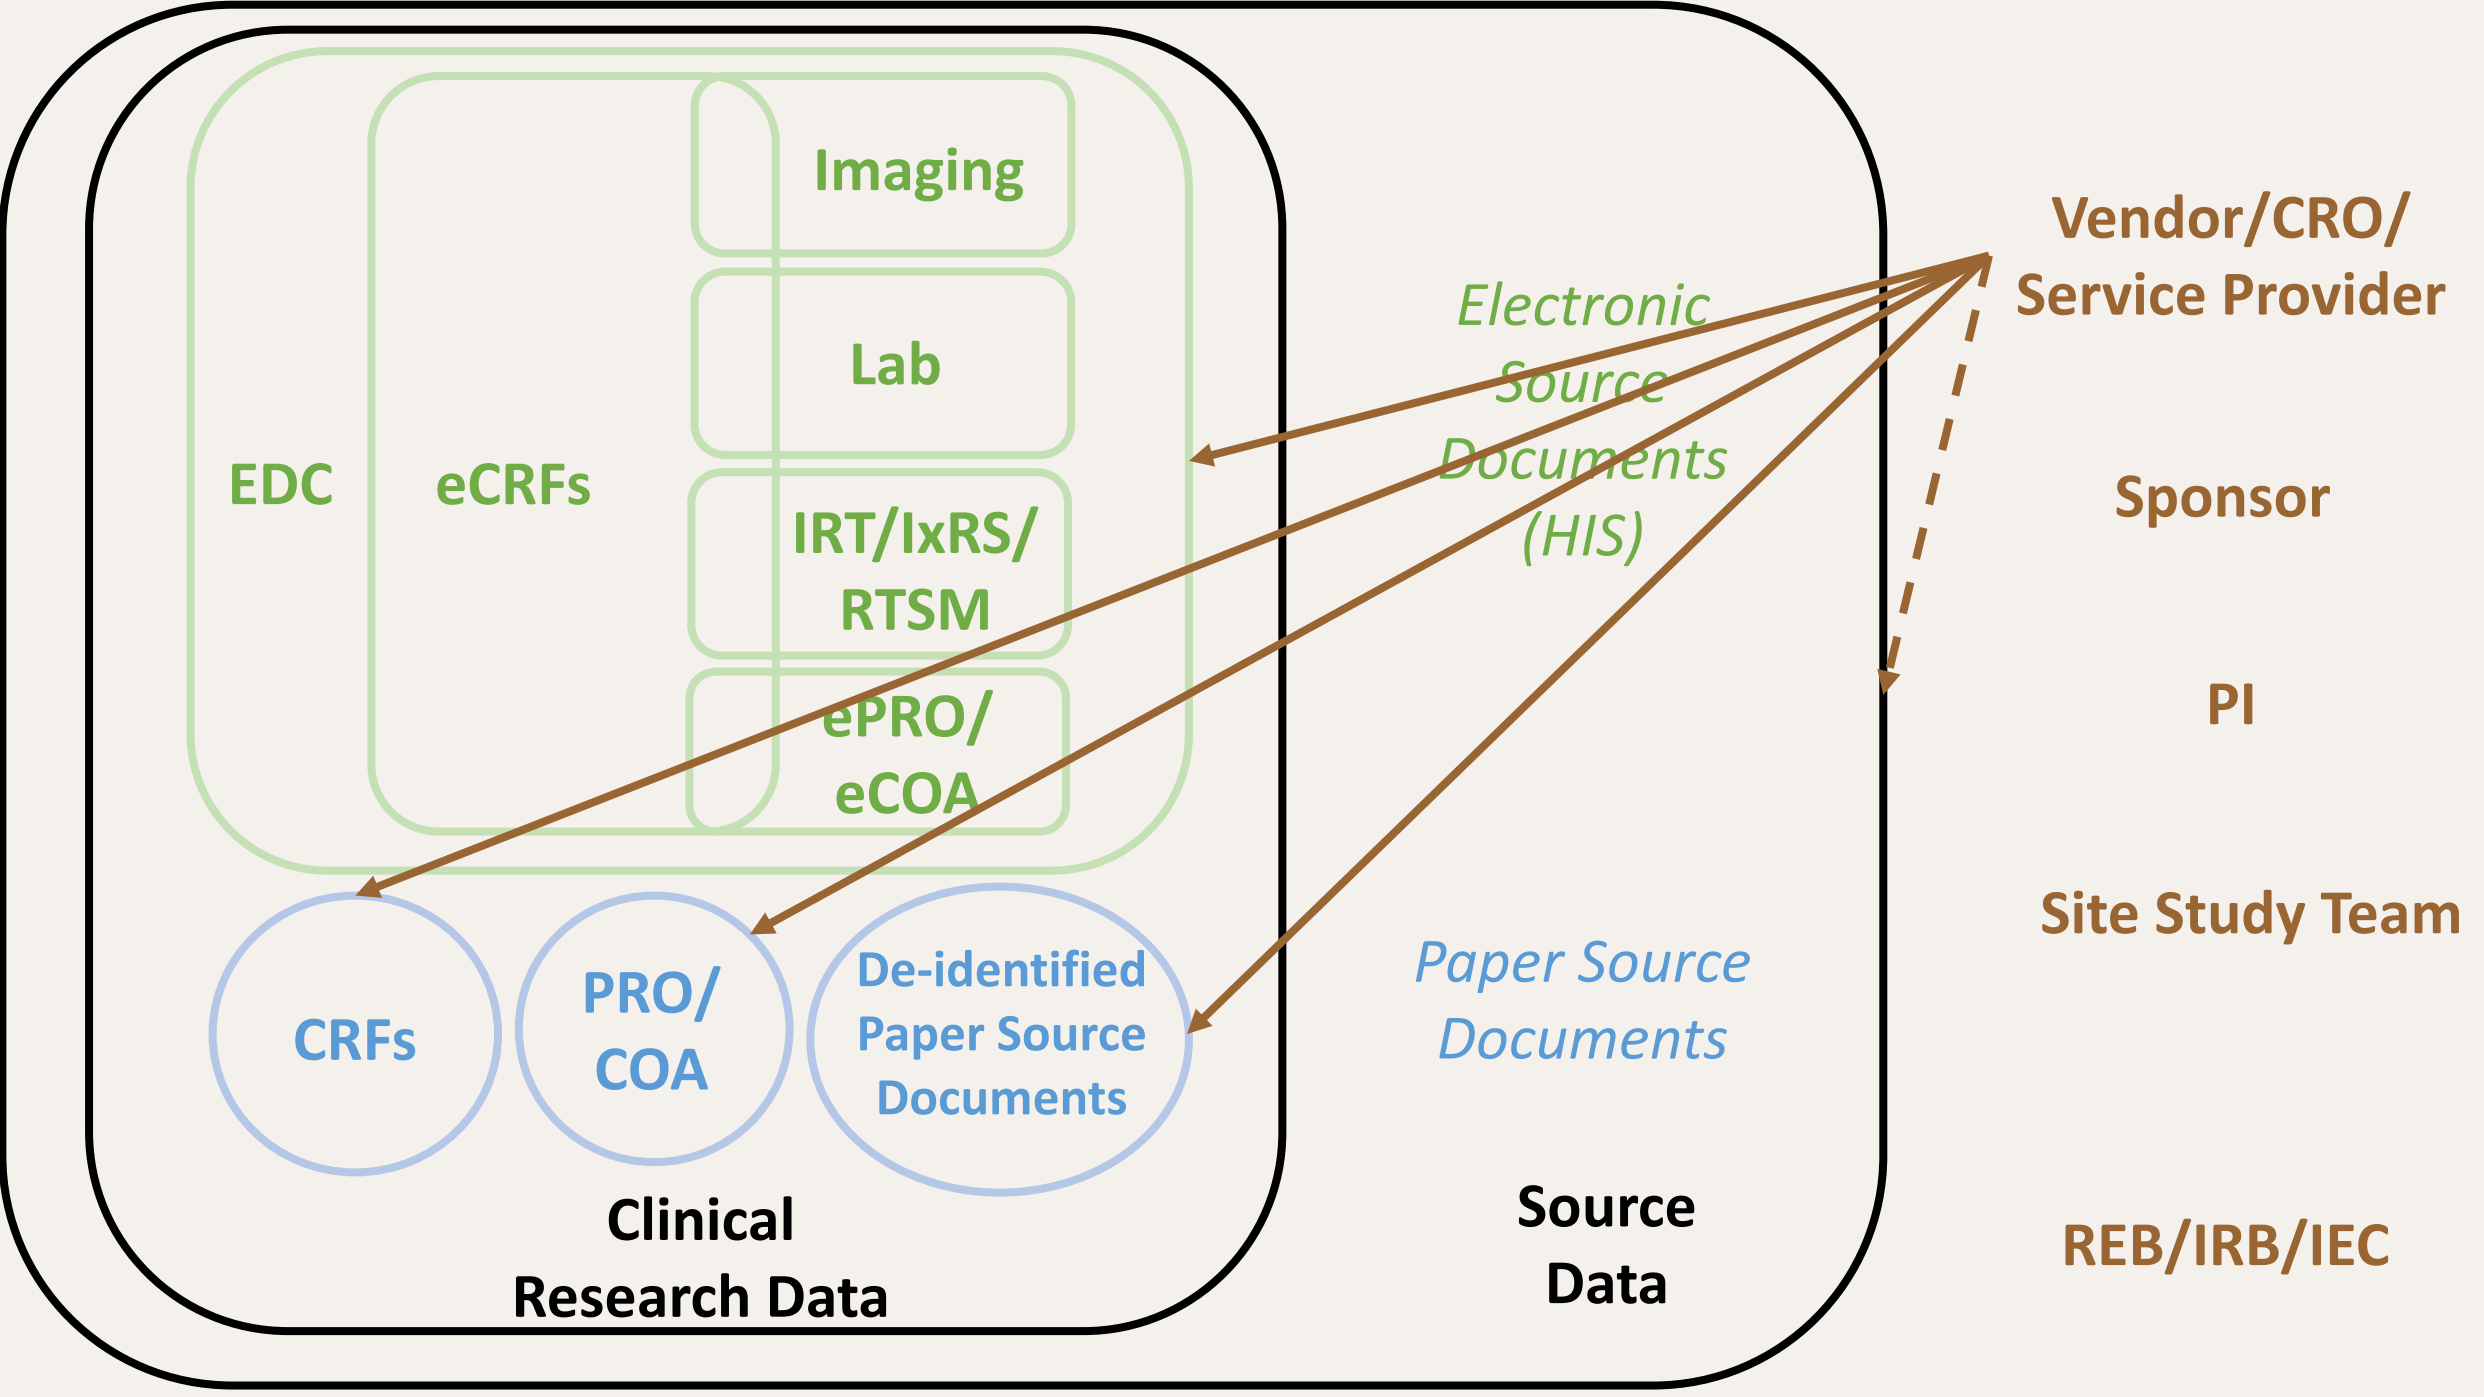 Imaging
Lab
EDC
eCRFs
IRT/IxRS/
RTSM
ePRO/
eCOA
CRFs
PRO/
COA
De-identified
Paper Source
Documents
Clinical
Research Data
Electronic
Source
Documents
(HIS)
Paper Source
Documents
Source
Data
Vendor/CRO/
Service Provider
Sponsor
PI
Site Study Team
REB/IRB/IEC